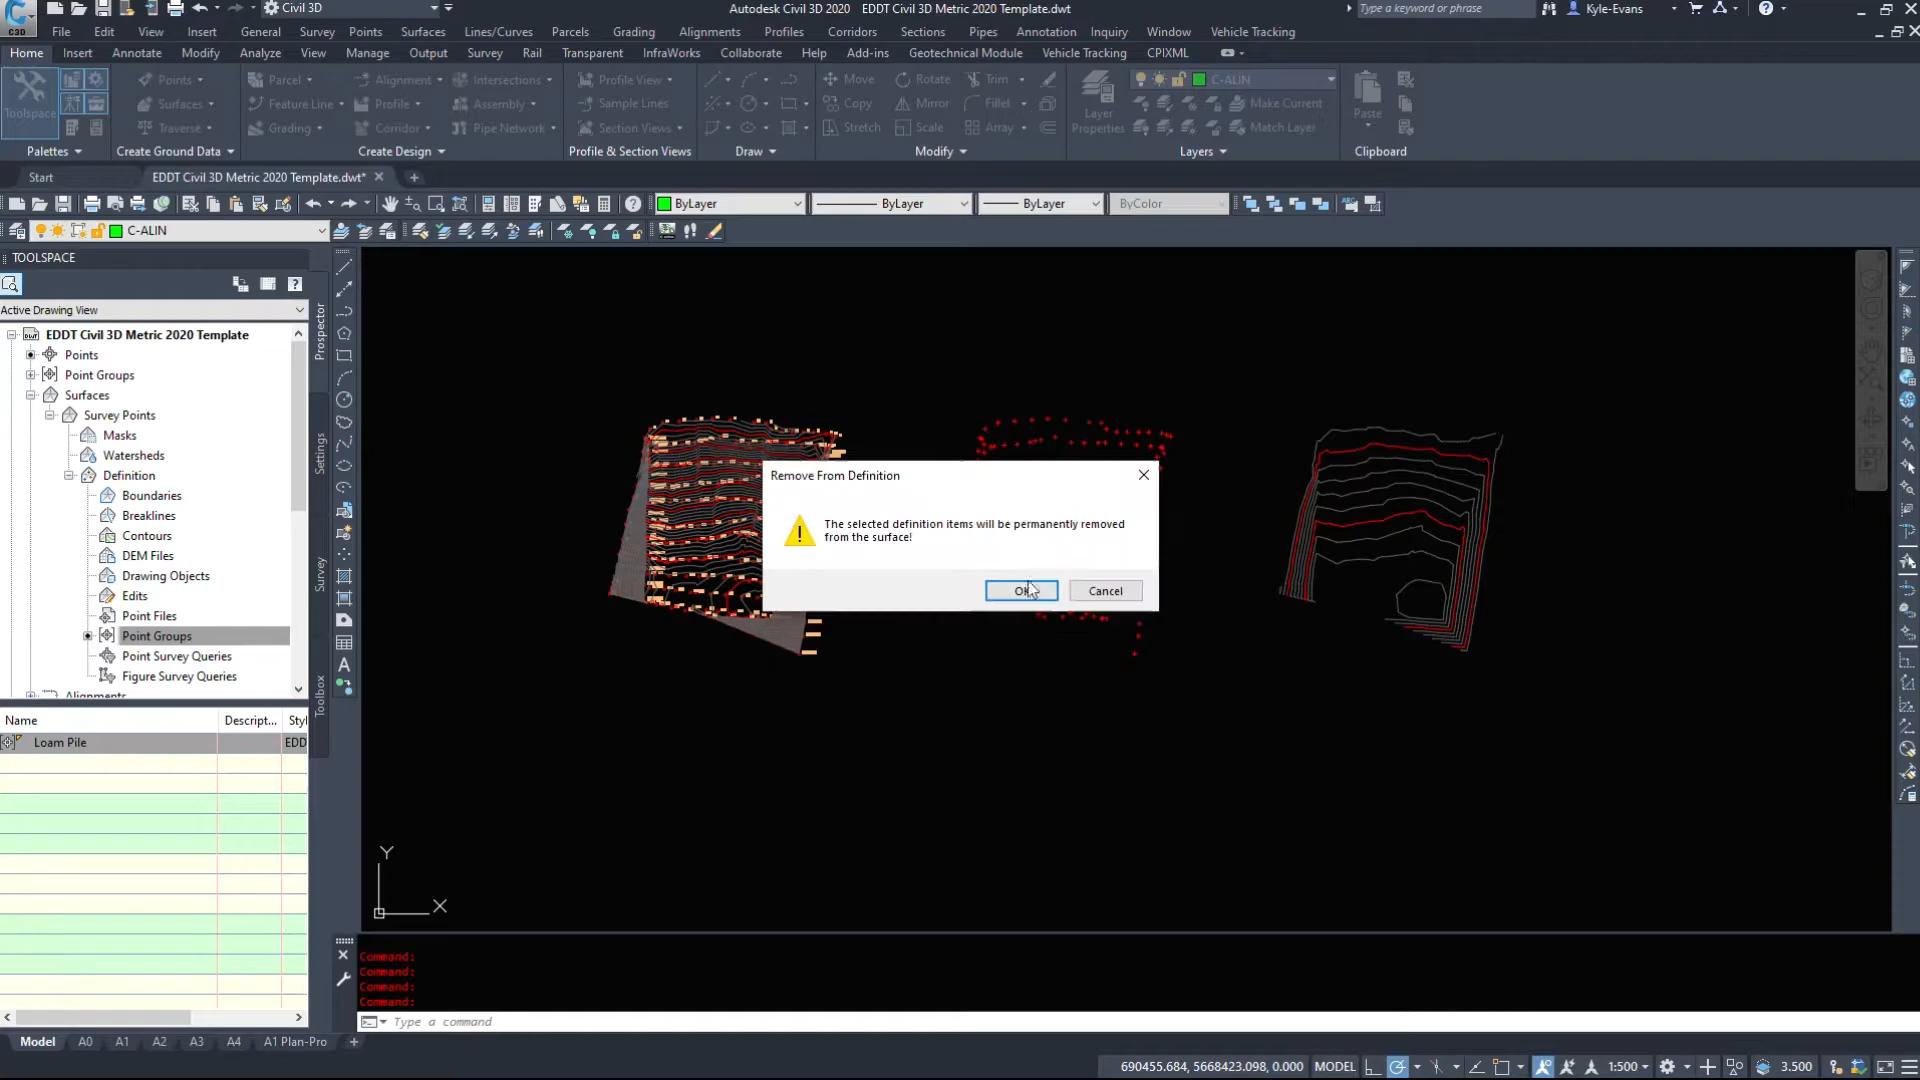 Civil 3D
Autodesk Civil 3D 2020 EDDT Civil 3D Metric 2020 Template.dwt
Type a keyword or phrase
Kyle-Evans
C3D
File Edit View Insert General Survey Points Surfaces Lines/Curves Parcels Grading Alignments Profiles Corridors Sections Pipes Annotation Inquiry Window Vehicle Tracking
Home Insert Annotate Modify Analyze View Manage Output Survey Rail Transparent InfraWorks Collaborate Help Add-ins Geotechnical Module Vehicle Tracking CPIXML
Toolspace
Points
Surfaces
Traverse
Parcel
Feature Line
Grading
Alignment
Profile
Corridor
Intersections
Assembly
Pipe Network
Profile View
Sample Lines
Section Views
Move Rotate Trim
Copy Mirror Fillet
Stretch Scale Array
Layer Properties
C-ALIN
Make Current
Match Layer
Paste
Palettes Create Ground Data Create Design Profile & Section Views Draw Modify Layers Clipboard
Start EDDT Civil 3D Metric 2020 Template.dwt*
ByLayer ByLayer ByLayer ByColor
C-ALIN
TOOLSPACE
Active Drawing View
EDDT Civil 3D Metric 2020 Template
Points
Point Groups
Surfaces
Survey Points
Masks
Watersheds
Definition
Boundaries
Breaklines
Contours
DEM Files
Drawing Objects
Edits
Point Files
Point Groups
Point Survey Queries
Figure Survey Queries
Alignments
Prospector
Settings
Survey
Toolbox
Name Descript... Styl
Loam Pile EDD
Remove From Definition
The selected definition items will be permanently removed
from the surface!
OK Cancel
Y
X
Command:
Command:
Command:
Command:
Type a command
Model A0 A1 A2 A3 A4 A1 Plan-Pro
690455.684, 5668423.098, 0.000 MODEL 1:500 3.500